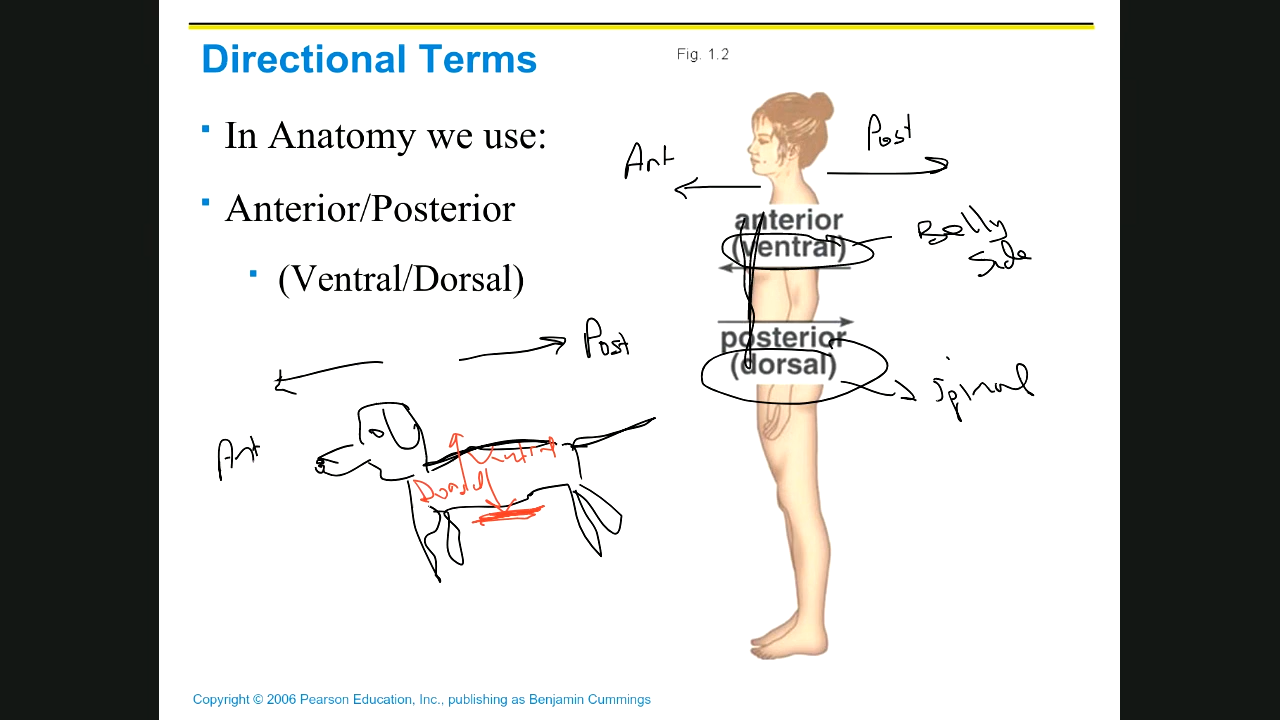 Directional Terms
Fig. 1.2
In Anatomy we use:
Anterior/Posterior
(Ventral/Dorsal)
Ant
Post
anterior
(ventral)
Belly
Side
posterior
(dorsal)
Spinal
Post
Ant
Ventral
Dorsal
Copyright © 2006 Pearson Education, Inc., publishing as Benjamin Cummings